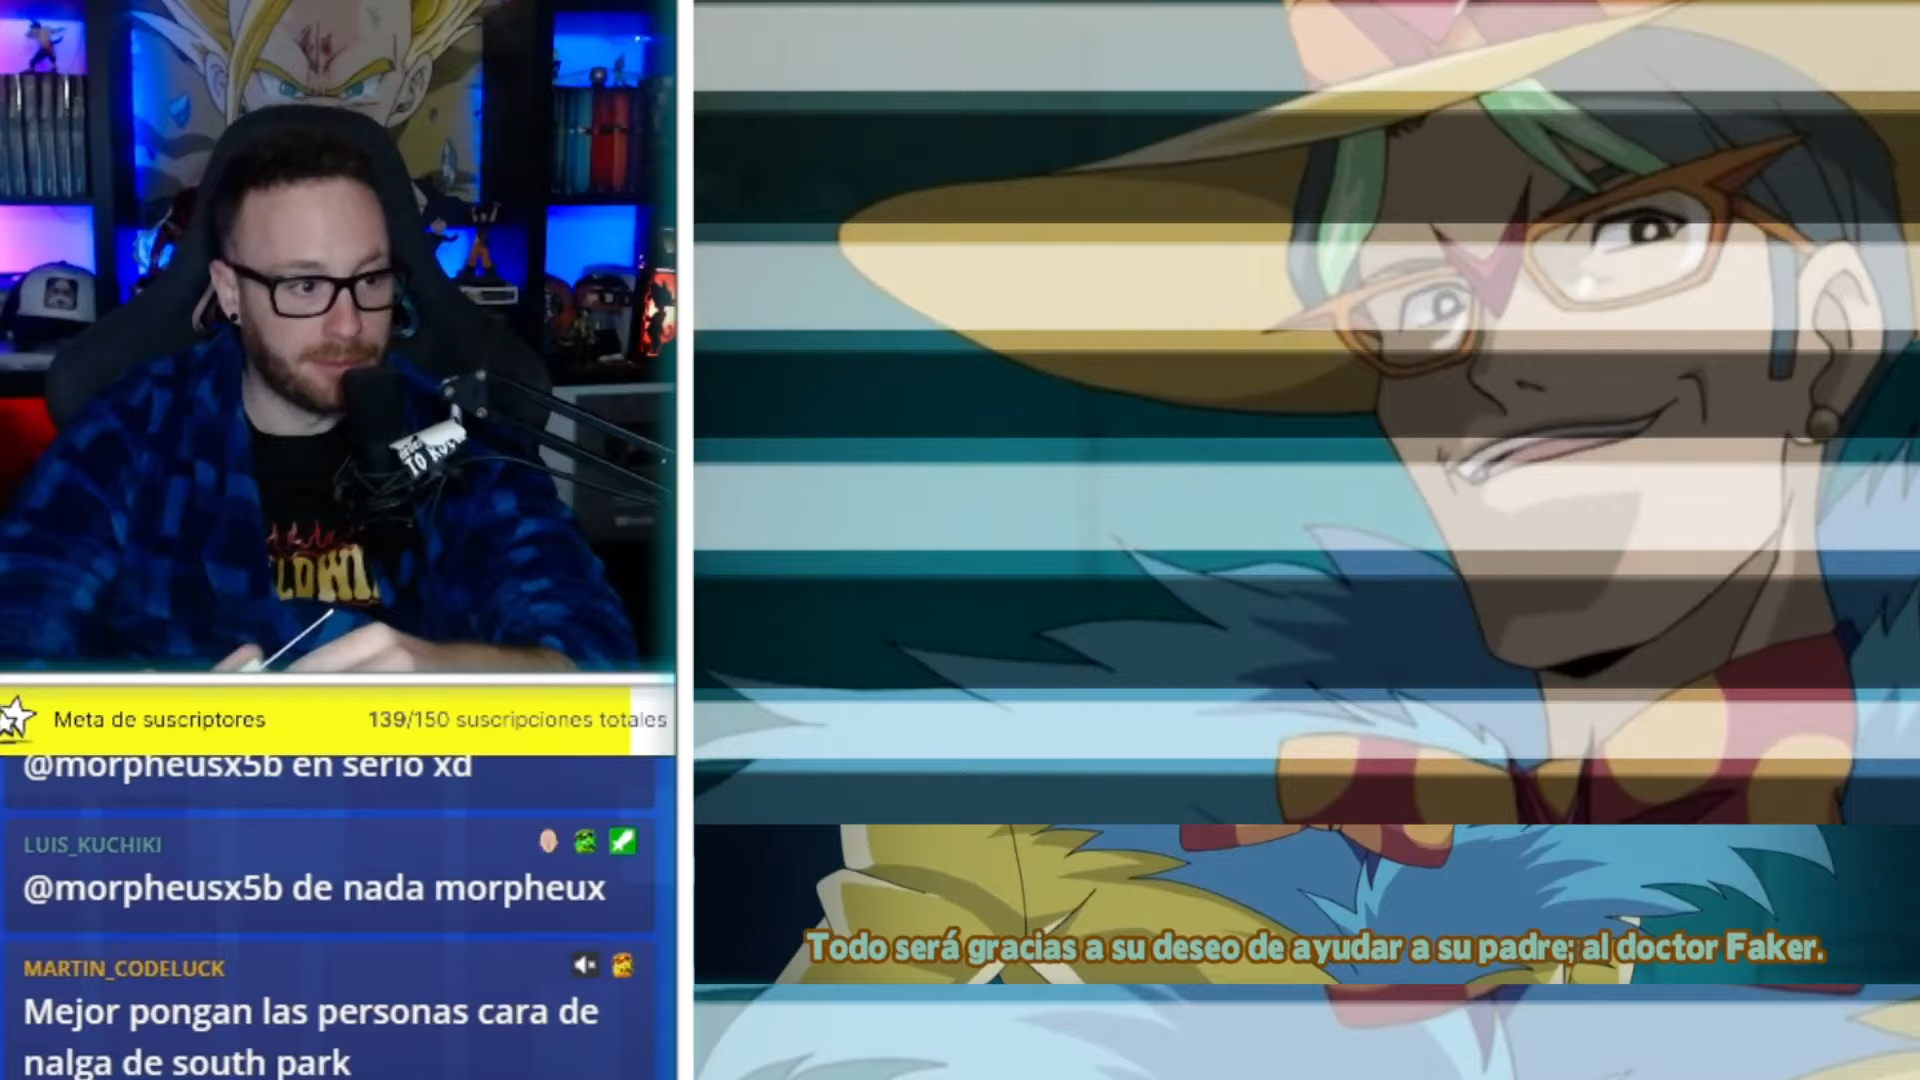 Meta de suscriptores
139/150 suscripciones totales
@morpheusx5b en serio xd
LUIS_KUCHIKI
@morpheusx5b de nada morpheux
MARTIN_CODELUCK
Mejor pongan las personas cara de
nalga de south park
Todo será gracias a su deseo de ayudar a su padre; al doctor Faker.